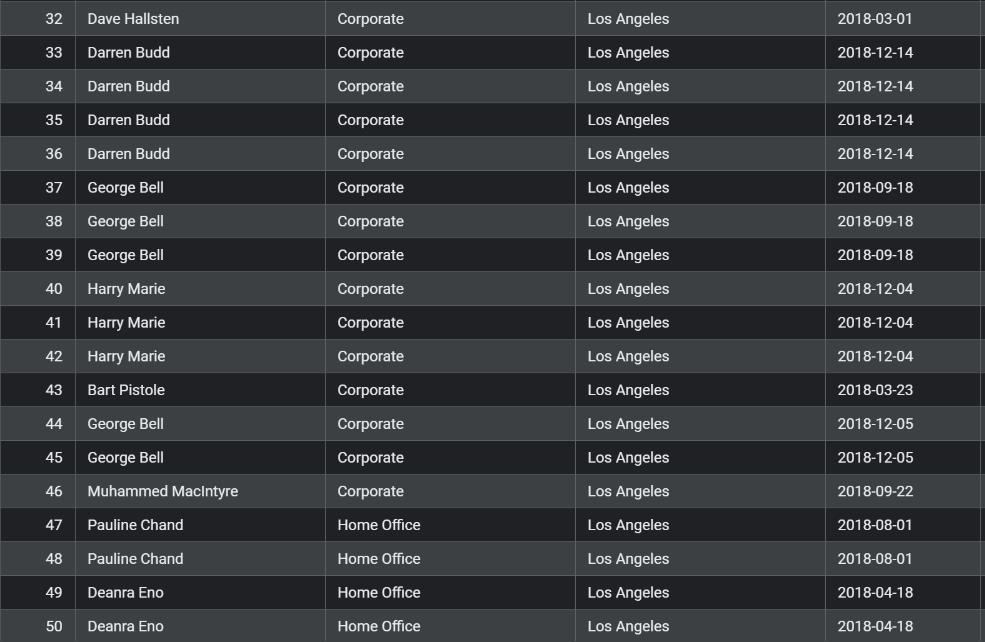 32 Dave Hallsten Corporate Los Angeles 2018-03-01
33 Darren Budd Corporate Los Angeles 2018-12-14
34 Darren Budd Corporate Los Angeles 2018-12-14
35 Darren Budd Corporate Los Angeles 2018-12-14
36 Darren Budd Corporate Los Angeles 2018-12-14
37 George Bell Corporate Los Angeles 2018-09-18
38 George Bell Corporate Los Angeles 2018-09-18
39 George Bell Corporate Los Angeles 2018-09-18
40 Harry Marie Corporate Los Angeles 2018-12-04
41 Harry Marie Corporate Los Angeles 2018-12-04
42 Harry Marie Corporate Los Angeles 2018-12-04
43 Bart Pistole Corporate Los Angeles 2018-03-23
44 George Bell Corporate Los Angeles 2018-12-05
45 George Bell Corporate Los Angeles 2018-12-05
46 Muhammed MacIntyre Corporate Los Angeles 2018-09-22
47 Pauline Chand Home Office Los Angeles 2018-08-01
48 Pauline Chand Home Office Los Angeles 2018-08-01
49 Deanra Eno Home Office Los Angeles 2018-04-18
50 Deanra Eno Home Office Los Angeles 2018-04-18